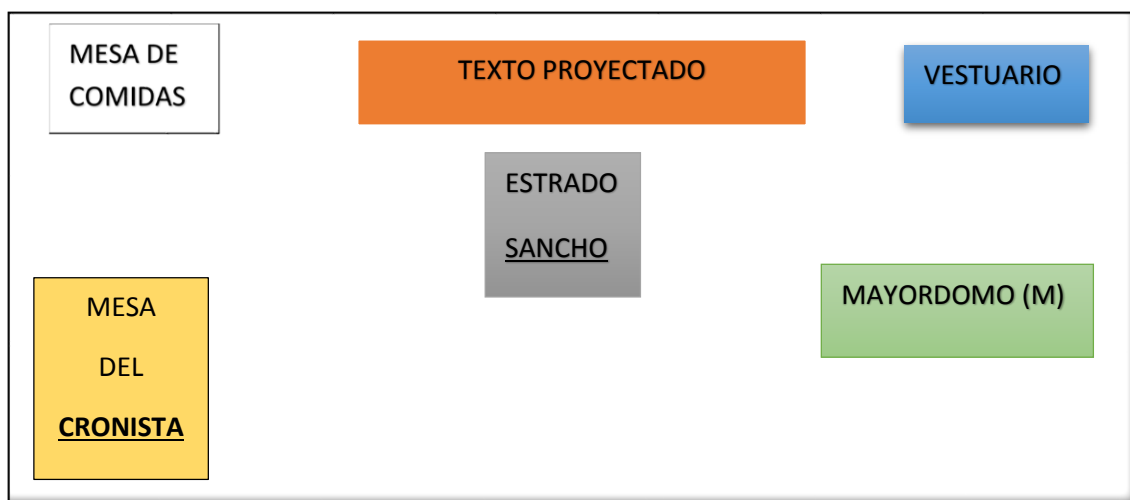 MESA DE
COMIDAS
TEXTO PROYECTADO
VESTUARIO
ESTRADO
SANCHO
MESA
DEL
CRONISTA
MAYORDOMO (M)